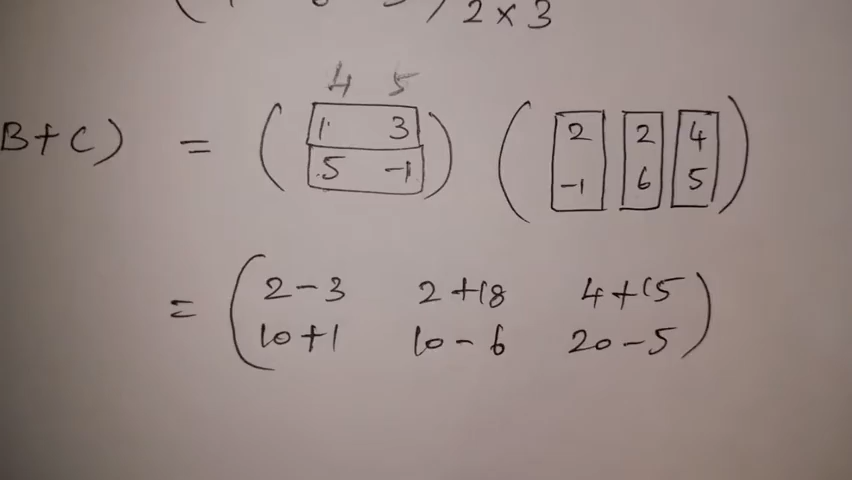 2 × 3
4 5
B+C) = ( 1 3 ) ( 2 2 4 )
5 -1 -1 6 5
= ( 2-3 2+18 4+15 )
10+1 10-6 20-5